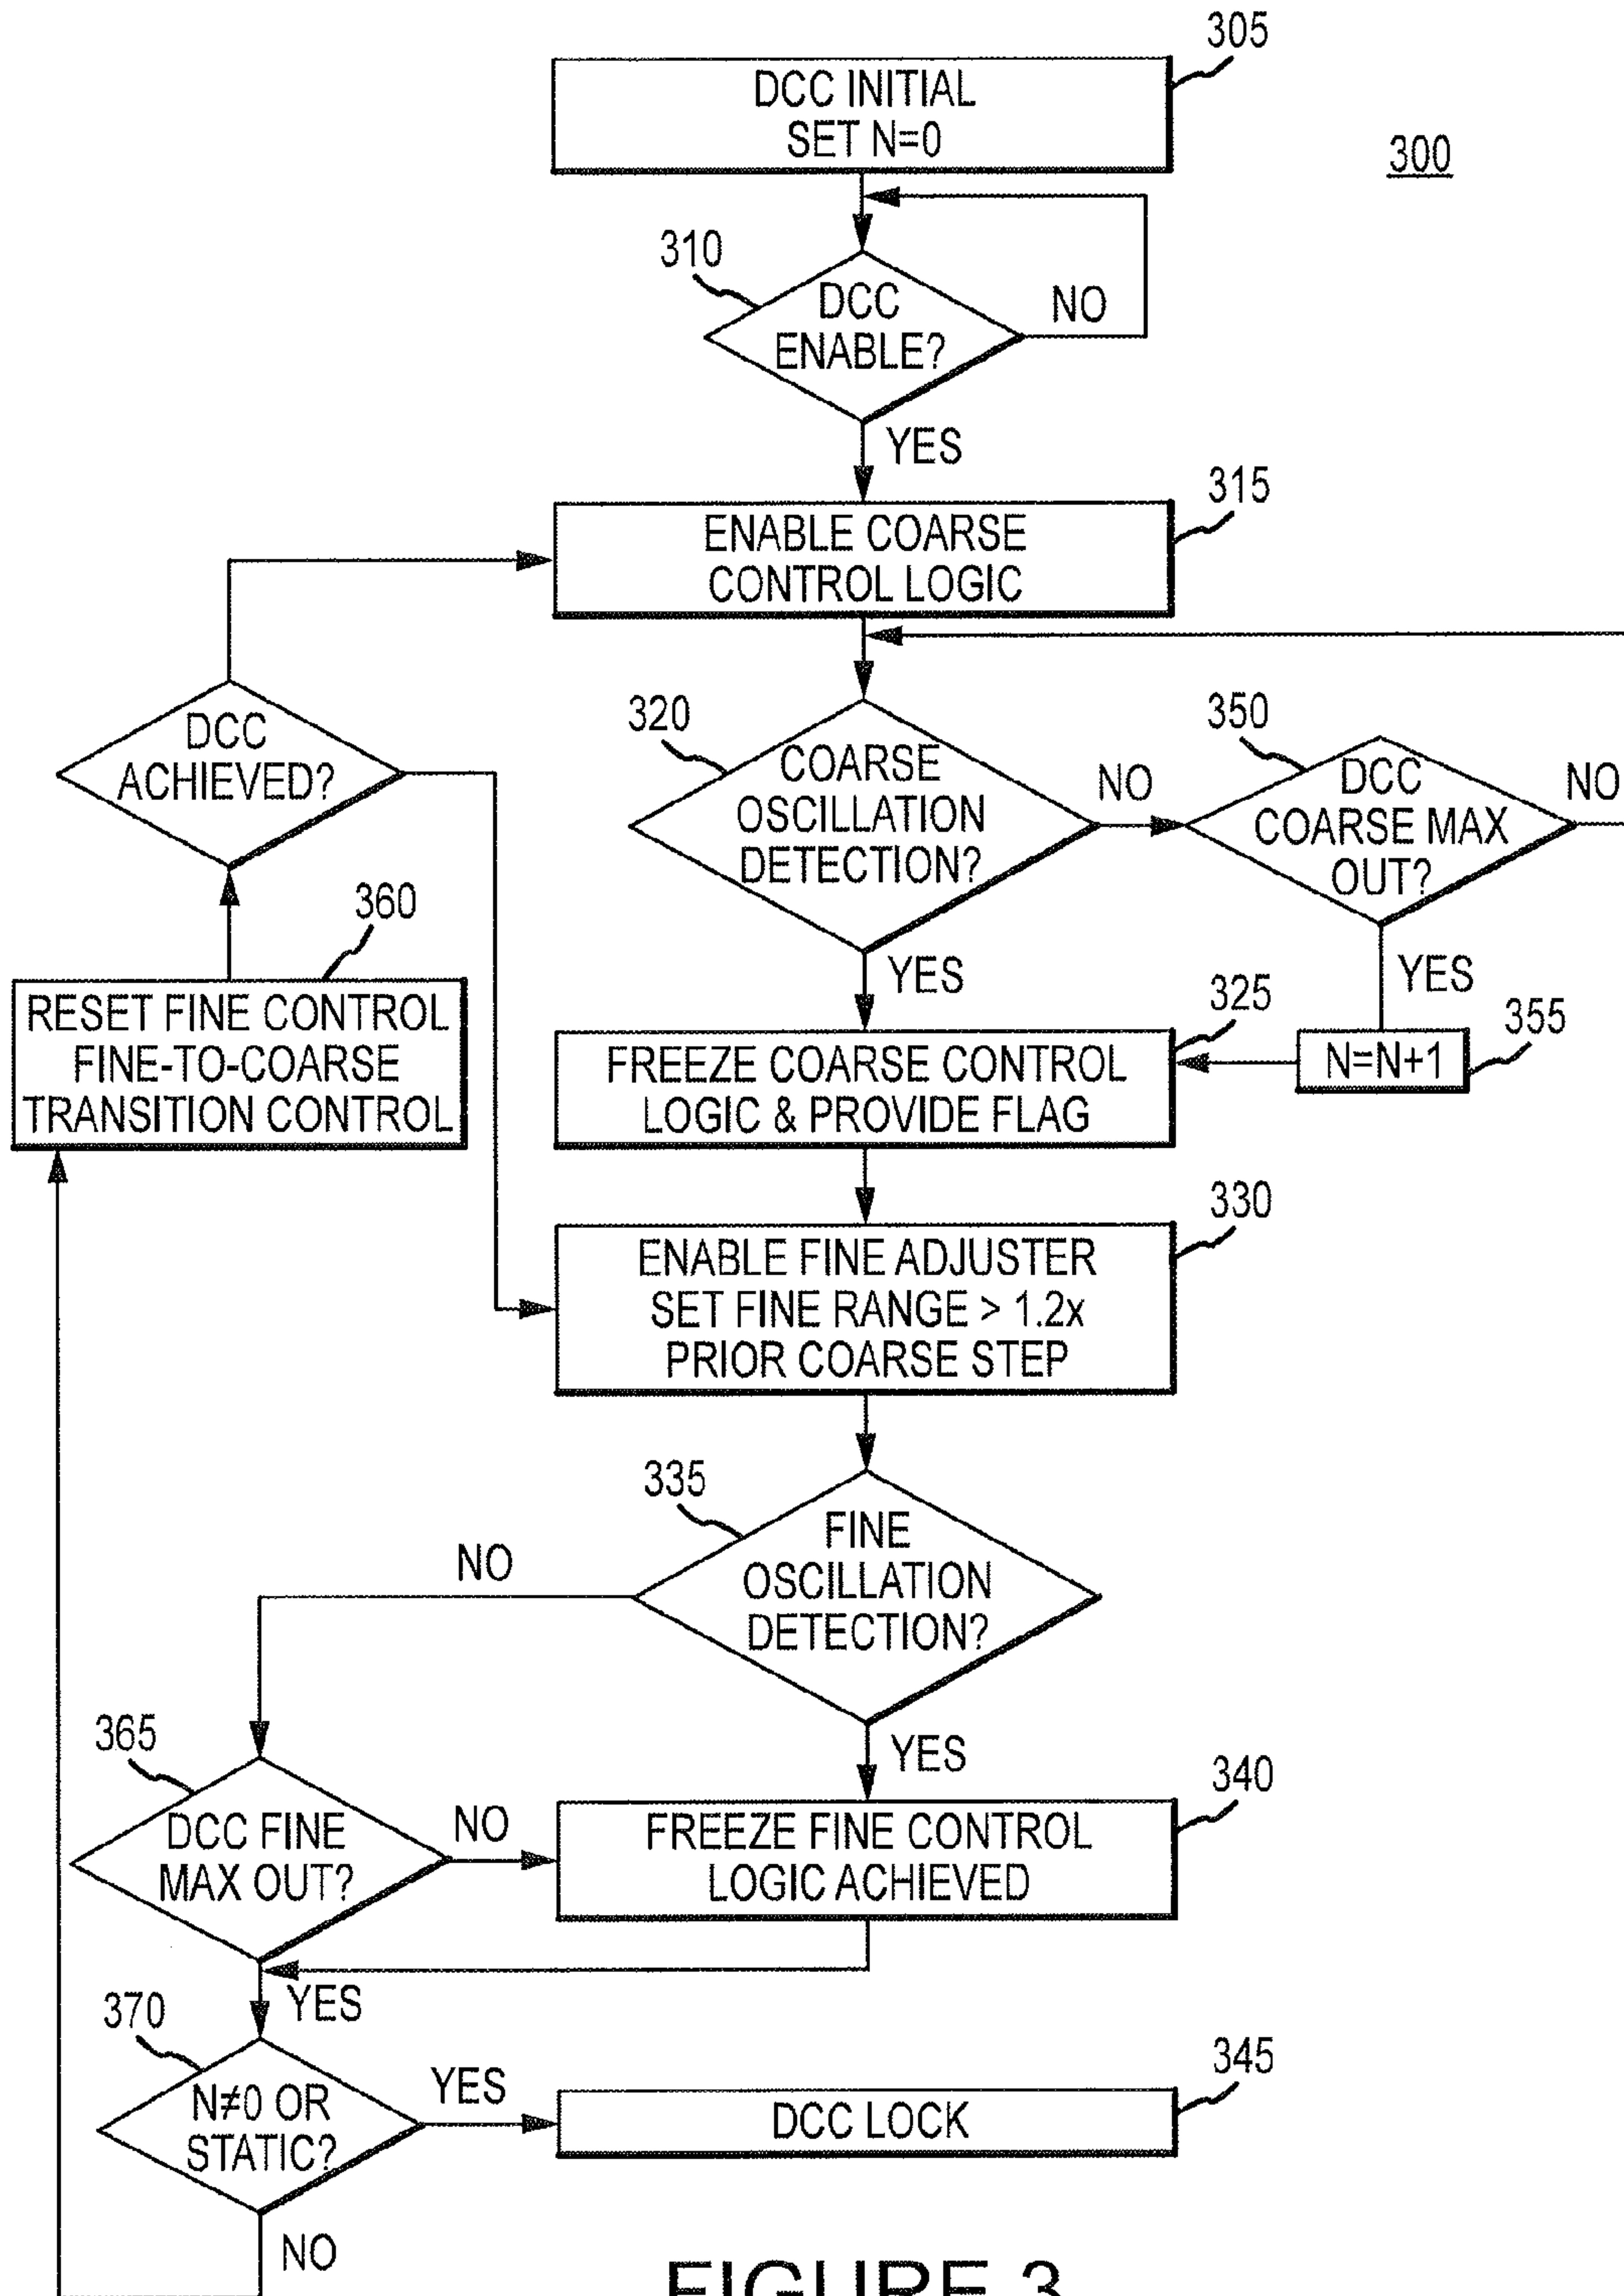 305
DCC INITIAL
SET N=0
300
310
DCC
ENABLE?
NO
YES
315
ENABLE COARSE
CONTROL LOGIC
DCC
ACHIEVED?
320
COARSE
OSCILLATION
DETECTION?
NO
350
DCC
COARSE MAX
OUT?
NO
YES
YES
360
RESET FINE CONTROL
FINE-TO-COARSE
TRANSITION CONTROL
325
FREEZE COARSE CONTROL
LOGIC & PROVIDE FLAG
355
N=N+1
330
ENABLE FINE ADJUSTER
SET FINE RANGE > 1.2x
PRIOR COARSE STEP
335
FINE
OSCILLATION
DETECTION?
NO
YES
365
DCC FINE
MAX OUT?
NO
340
FREEZE FINE CONTROL
LOGIC ACHIEVED
YES
370
N≠0 OR
STATIC?
YES
345
DCC LOCK
NO
FIGURE 3